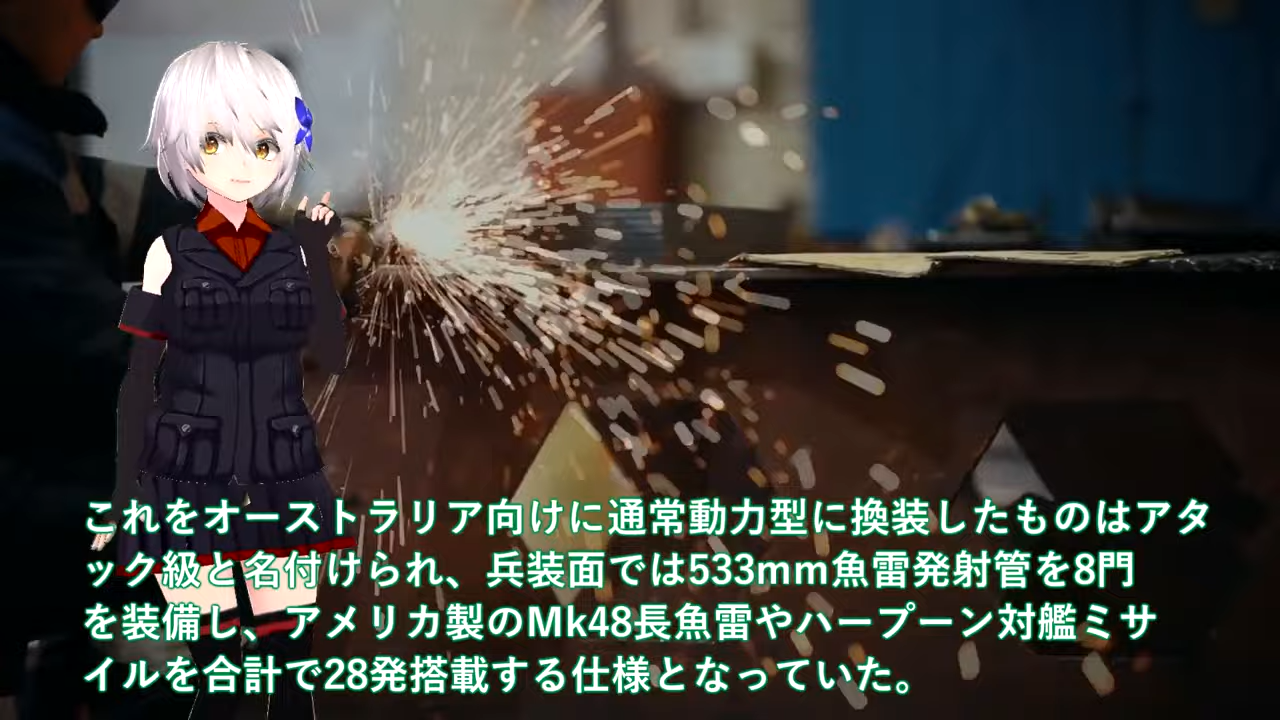 これをオーストラリア向けに通常動力型に換装したものはアタ
ック級と名付けられ、兵装面では533mm魚雷発射管を8門
を装備し、アメリカ製のMk48長魚雷やハープーン対艦ミサ
イルを合計で28発搭載する仕様となっていた。